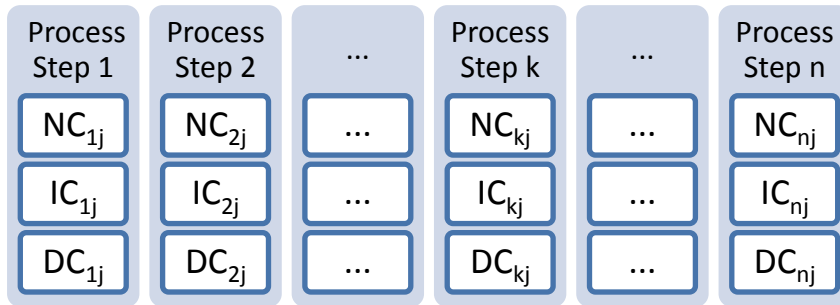 Process Process ... Process ... Process
Step 1 Step 2 Step k Step n
NC1j NC2j ... NCkj ... NCnj
IC1j IC2j ... ICkj ... ICnj
DC1j DC2j ... DCkj ... DCnj